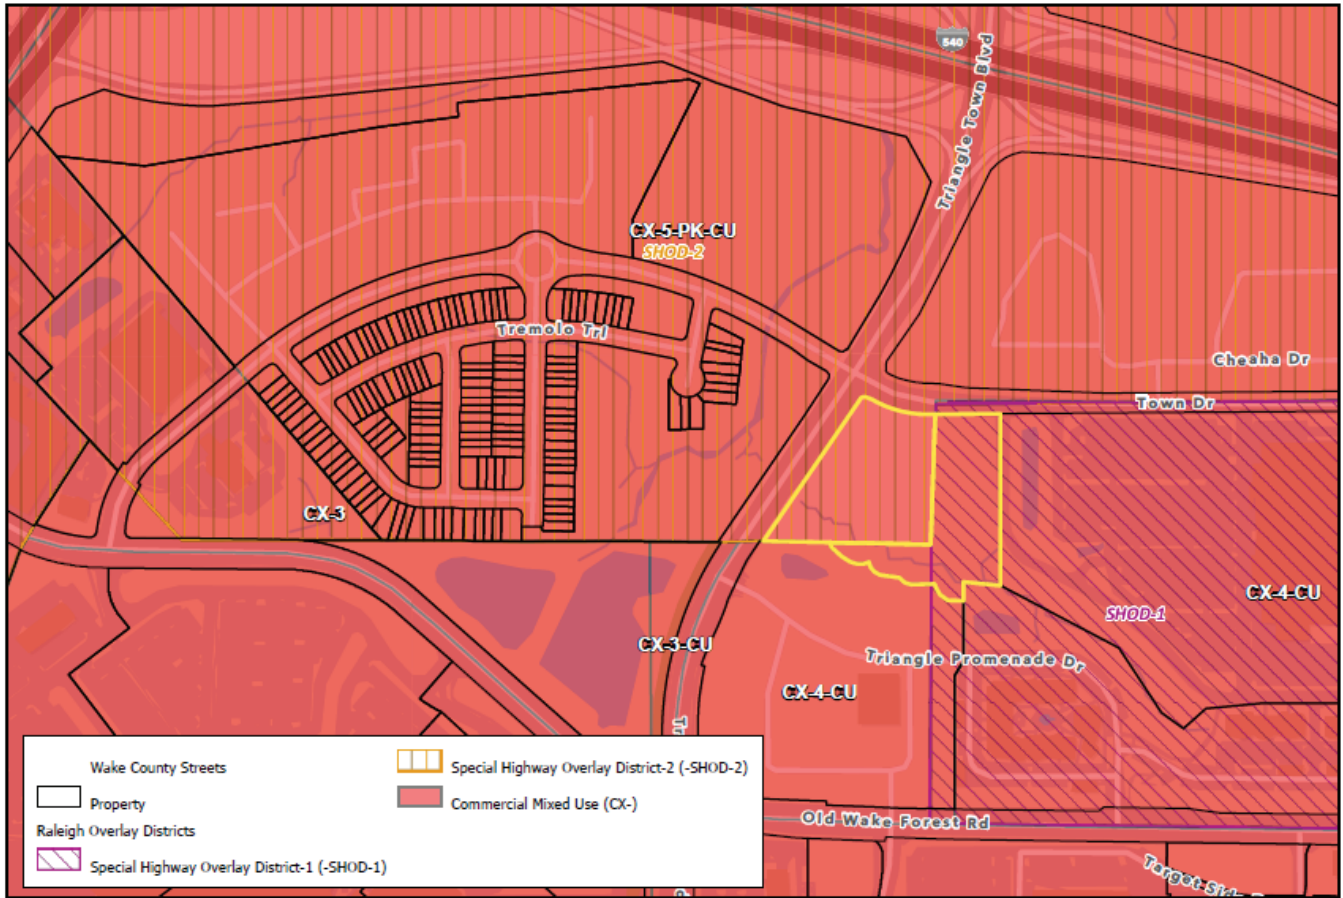 540
Triangle Town Blvd
CX-5-PK-CU
SHOD-2
Tremolo Trl
Cheaha Dr
Town Dr
CX-3
CX-4-CU
SHOD-1
CX-3-CU
Triangle Promenade Dr
CX-4-CU
Old Wake Forest Rd
Target Side
Wake County Streets
Property
Raleigh Overlay Districts
Special Highway Overlay District-1 (-SHOD-1)
Special Highway Overlay District-2 (-SHOD-2)
Commercial Mixed Use (CX-)